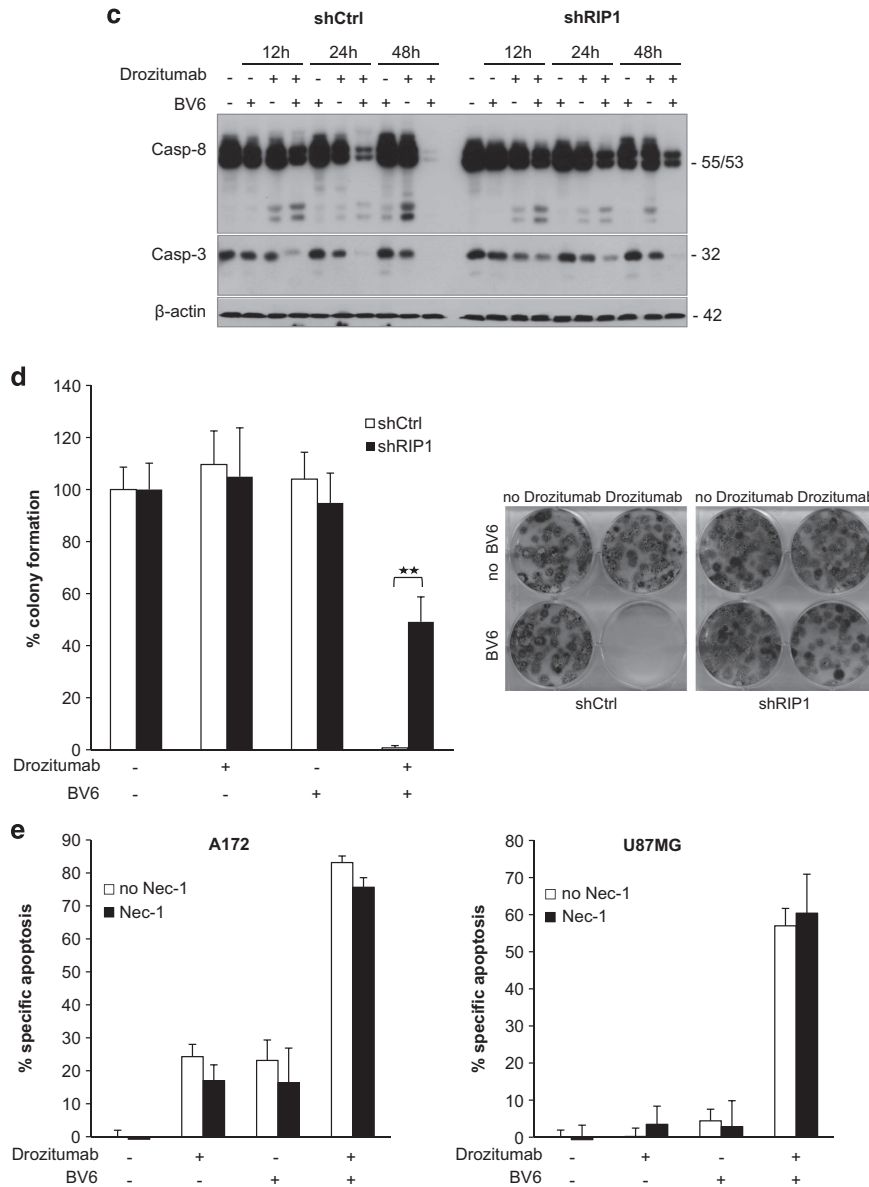 c
shCtrl shRIP1
12h 24h 48h 12h 24h 48h
Drozitumab - - + + - + + - + + - - + + - + + - + +
BV6 - + - + + - + + - + - + - + + - + + - +
Casp-8 - 55/53
Casp-3 - 32
β-actin - 42
d
140
120
100
80
60
40
20
0
% colony formation
shCtrl
shRIP1
★★
Drozitumab - + - +
BV6 - - + +
no Drozitumab Drozitumab no Drozitumab Drozitumab
no BV6
BV6
shCtrl shRIP1
e
A172
90
80
70
60
50
40
30
20
10
0
% specific apoptosis
no Nec-1
Nec-1
Drozitumab - + - +
BV6 - - + +
U87MG
80
70
60
50
40
30
20
10
0
% specific apoptosis
no Nec-1
Nec-1
Drozitumab - + - +
BV6 - - + +